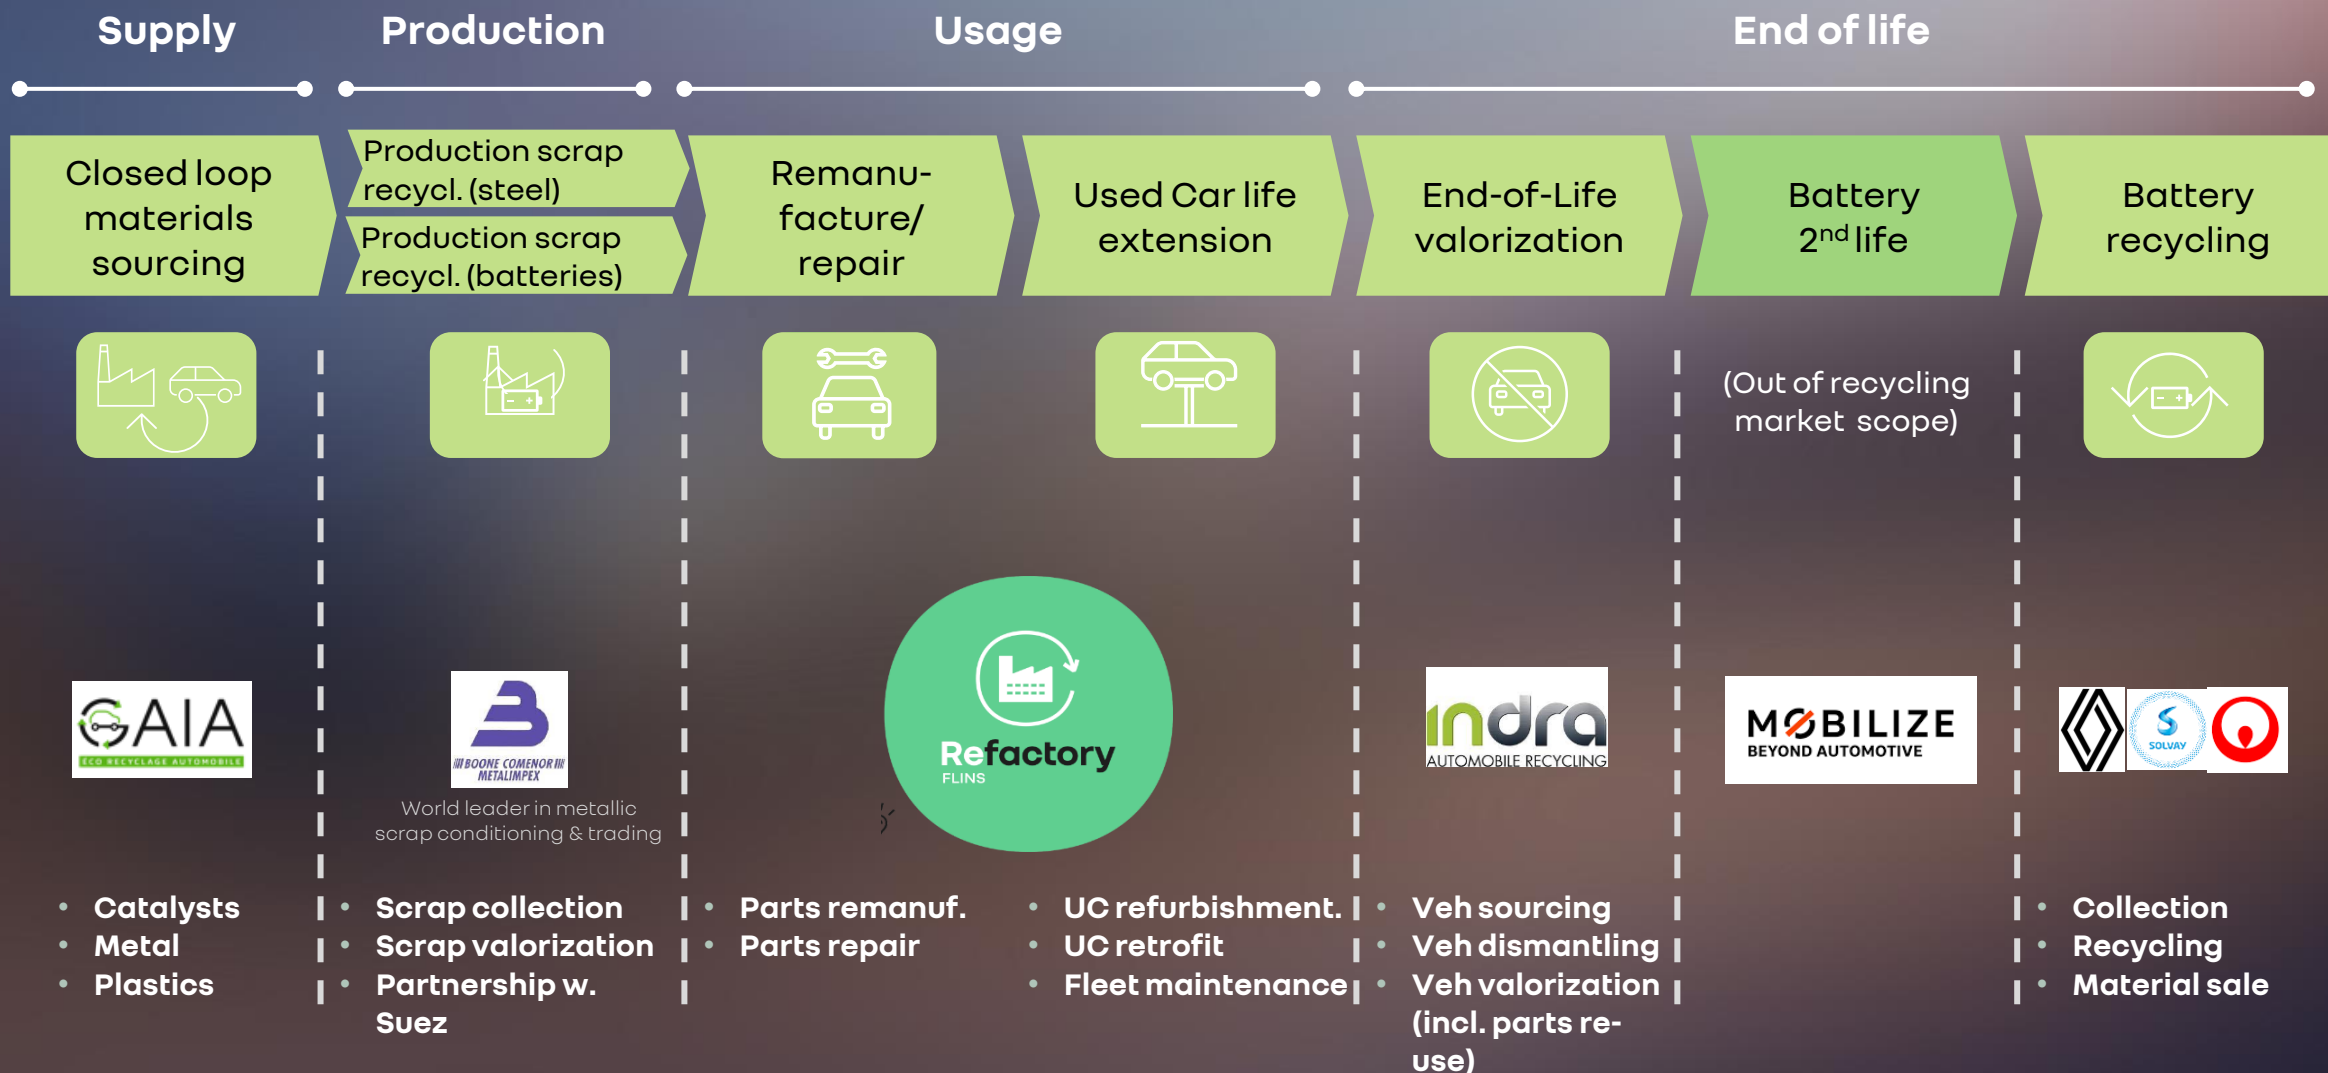 Supply
Production
Usage
End of life
Closed loop
materials
sourcing
Production scrap
recycl. (steel)
Production scrap
recycl. (batteries)
Remanu-
facture/
repair
Used Car life
extension
End-of-Life
valorization
Battery
2nd life
Battery
recycling
(Out of recycling
market scope)
GAIA
ECO RECYCLAGE AUTOMOBILE
BOONE COMENOR
METALIMPEX
World leader in metallic
scrap conditioning & trading
Refactory
FLINS
indra
AUTOMOBILE RECYCLING
MOBILIZE
BEYOND AUTOMOTIVE
S
SOLVAY
• Catalysts
• Metal
• Plastics
• Scrap collection
• Scrap valorization
• Partnership w.
Suez
• Parts remanuf.
• Parts repair
• UC refurbishment.
• UC retrofit
• Fleet maintenance
• Veh sourcing
• Veh dismantling
• Veh valorization
(incl. parts re-
use)
• Collection
• Recycling
• Material sale